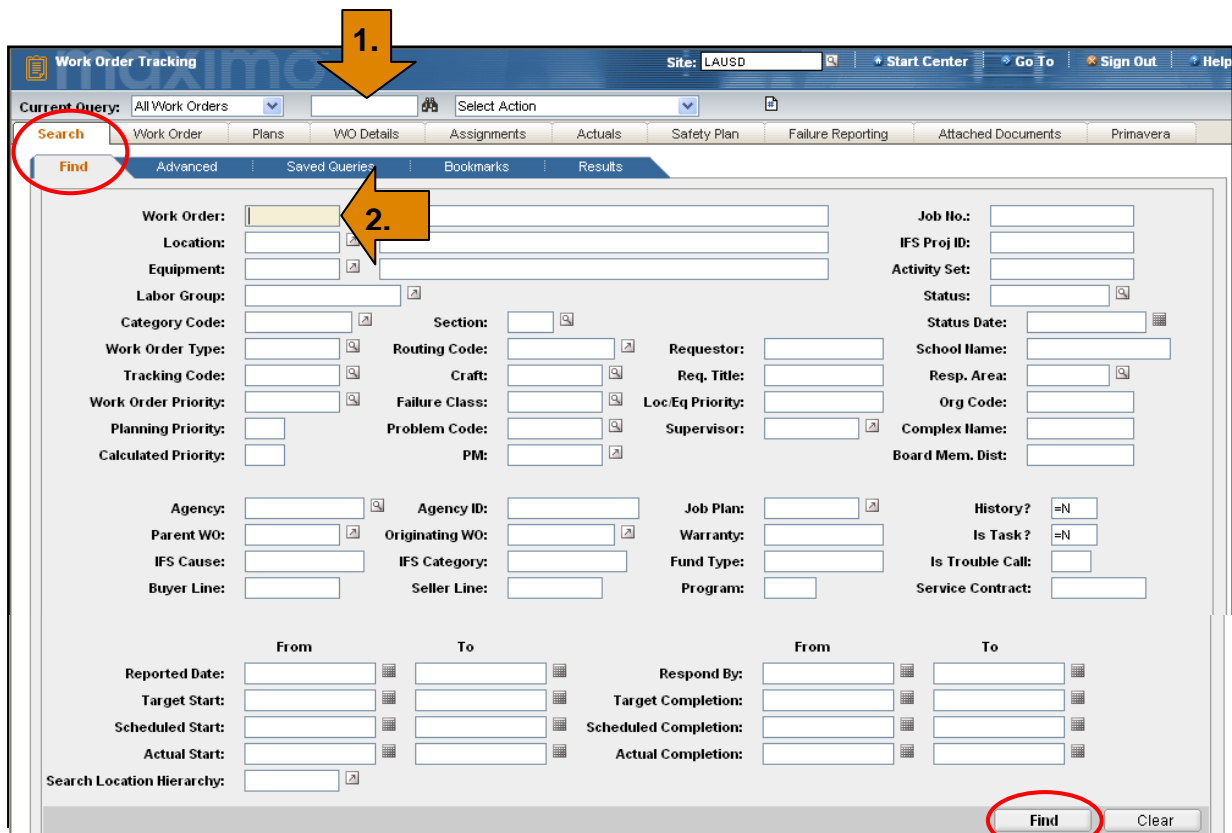 1.
maximo
Work Order Tracking Site: LAUSD Start Center Go To Sign Out Help
Current Query: All Work Orders Select Action
Search Work Order Plans WO Details Assignments Actuals Safety Plan Failure Reporting Attached Documents Primavera
Find Advanced Saved Queries Bookmarks Results
Work Order: 2. Job No.:
Location: IFS Proj ID:
Equipment: Activity Set:
Labor Group: Status:
Category Code: Section: Status Date:
Work Order Type: Routing Code: Requestor: School Name:
Tracking Code: Craft: Req. Title: Resp. Area:
Work Order Priority: Failure Class: Loc/Eq Priority: Org Code:
Planning Priority: Problem Code: Supervisor: Complex Name:
Calculated Priority: PM: Board Mem. Dist:
Agency: Agency ID: Job Plan: History? =N
Parent WO: Originating WO: Warranty: Is Task? =N
IFS Cause: IFS Category: Fund Type: Is Trouble Call:
Buyer Line: Seller Line: Program: Service Contract:
From To From To
Reported Date: Respond By:
Target Start: Target Completion:
Scheduled Start: Scheduled Completion:
Actual Start: Actual Completion:
Search Location Hierarchy:
Find Clear